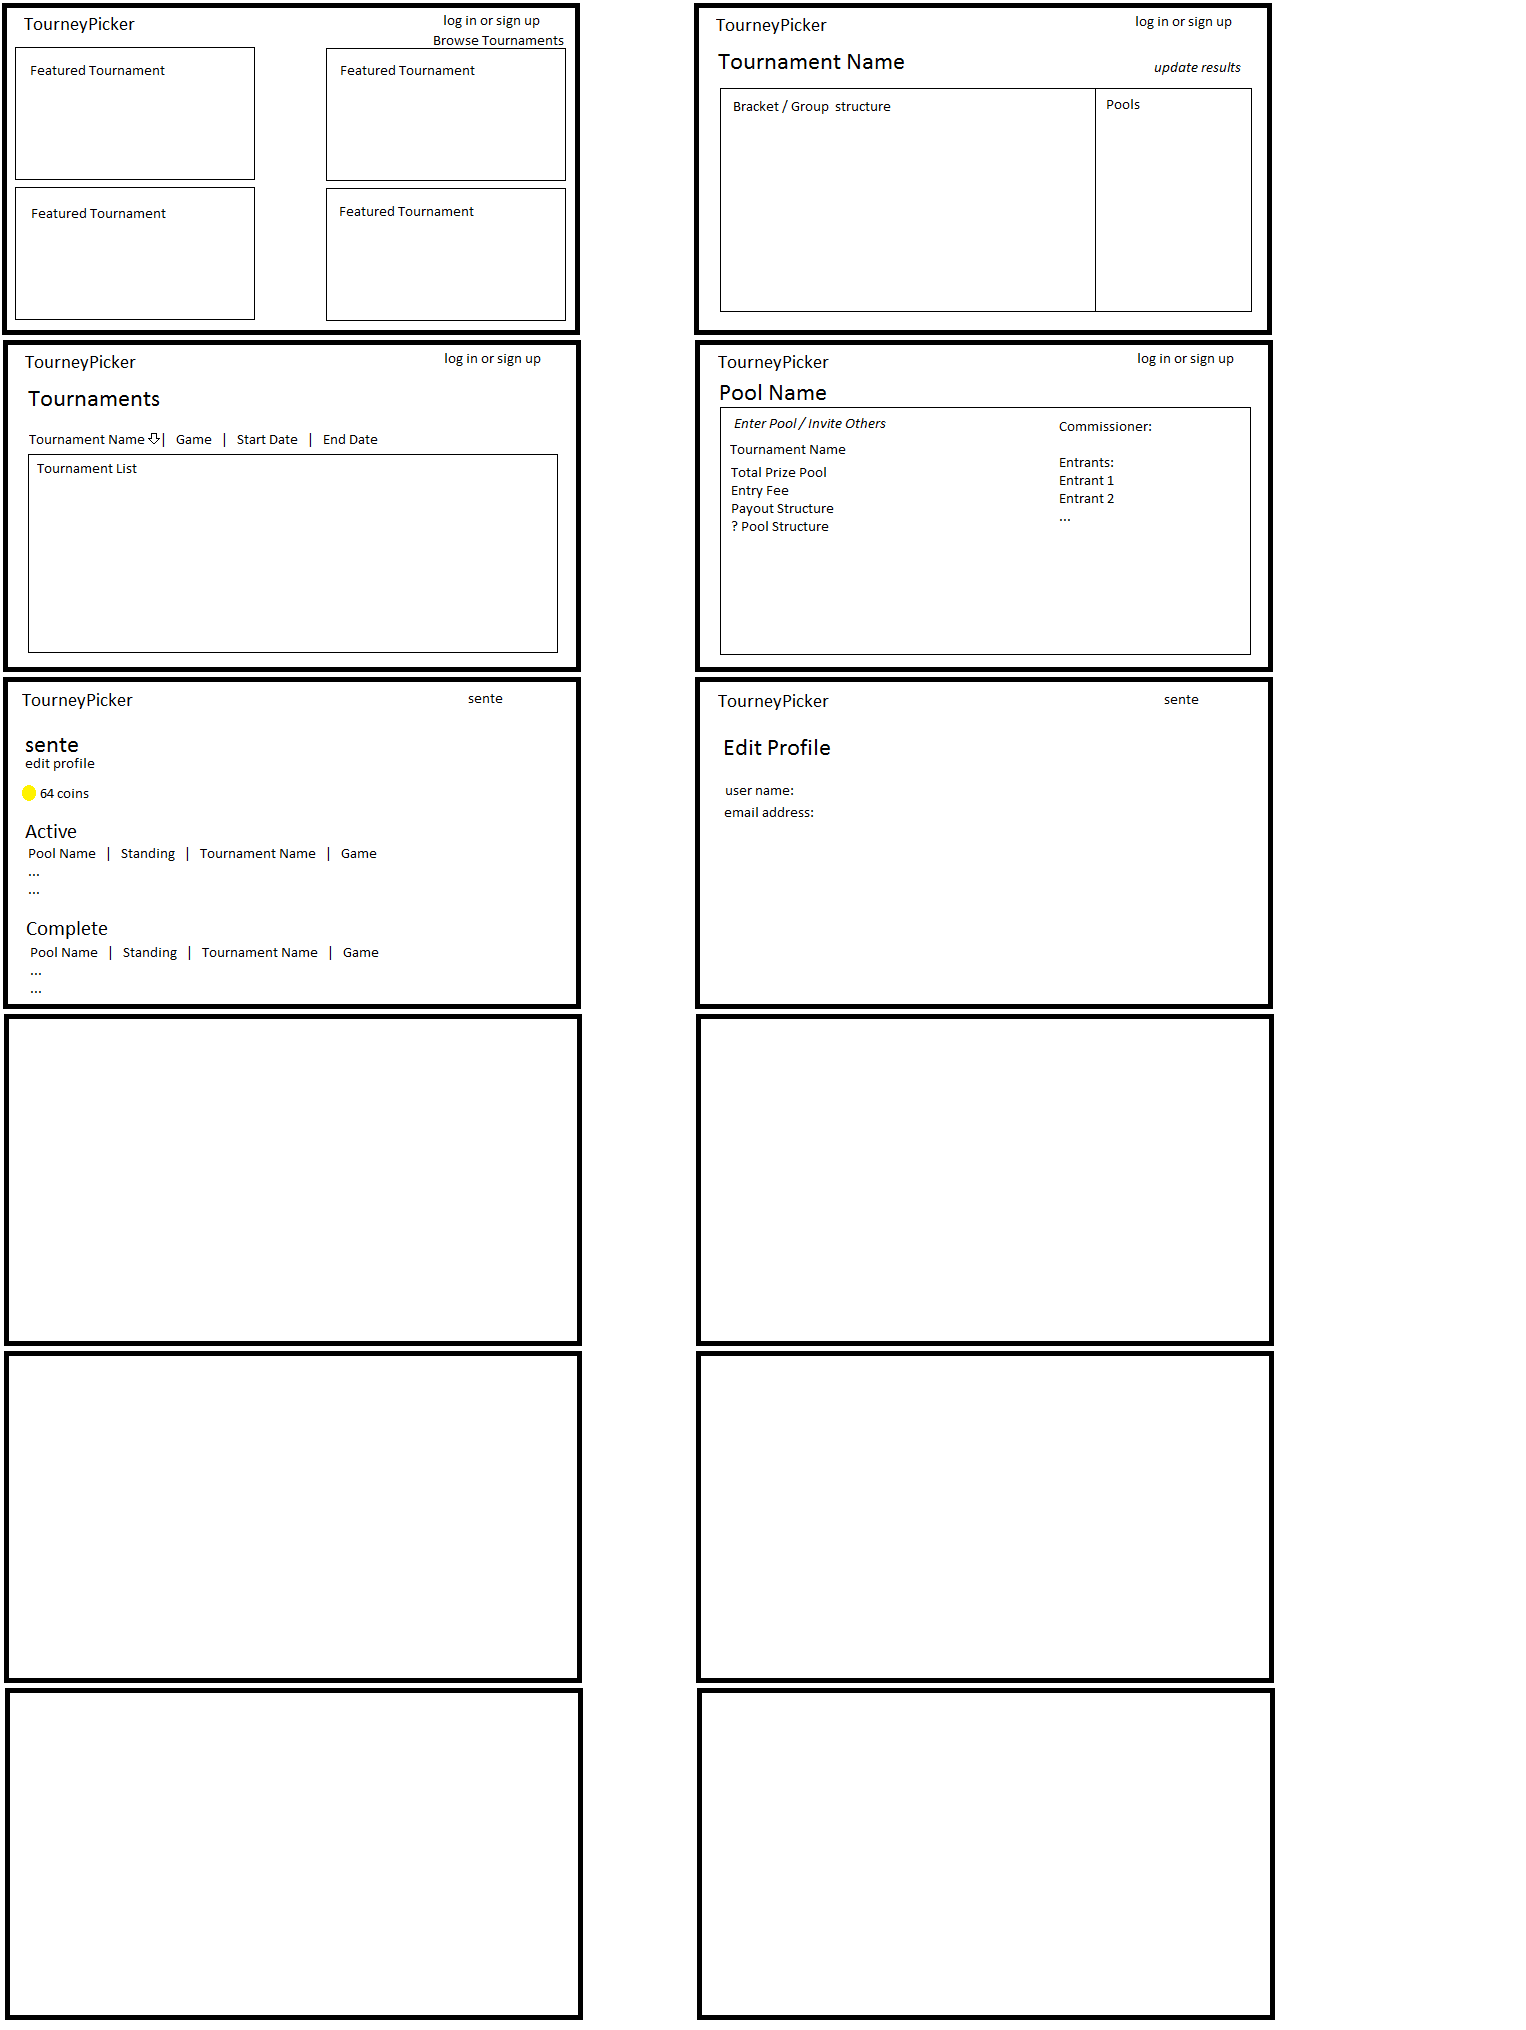 TourneyPicker
log in or sign up
Browse Tournaments
Featured Tournament
Featured Tournament
Featured Tournament
Featured Tournament
TourneyPicker
log in or sign up
Tournament Name
update results
Bracket / Group  structure
Pools
TourneyPicker
log in or sign up
Tournaments
Tournament Name | Game | Start Date | End Date
Tournament List
TourneyPicker
log in or sign up
Pool Name
Enter Pool / Invite Others
Tournament Name
Total Prize Pool
Entry Fee
Payout Structure
? Pool Structure
Commissioner:
Entrants:
Entrant 1
Entrant 2
...
TourneyPicker
sente
sente
edit profile
64 coins
Active
Pool Name | Standing | Tournament Name | Game
...
...
Complete
Pool Name | Standing | Tournament Name | Game
...
...
TourneyPicker
sente
Edit Profile
user name:
email address: